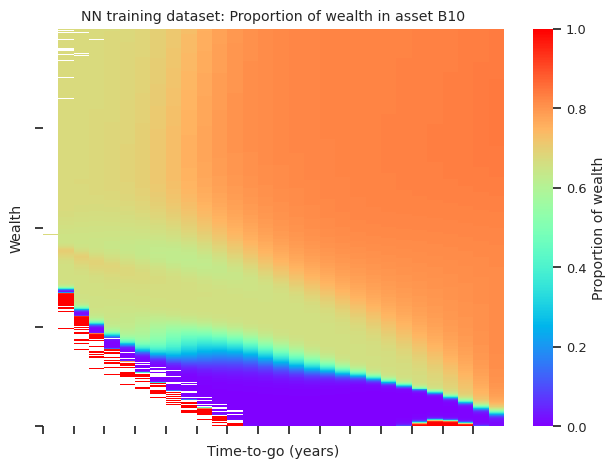 NN training dataset: Proportion of wealth in asset B10
Wealth
Time-to-go (years)
1.0
0.8
0.6
0.4
0.2
0.0
Proportion of wealth